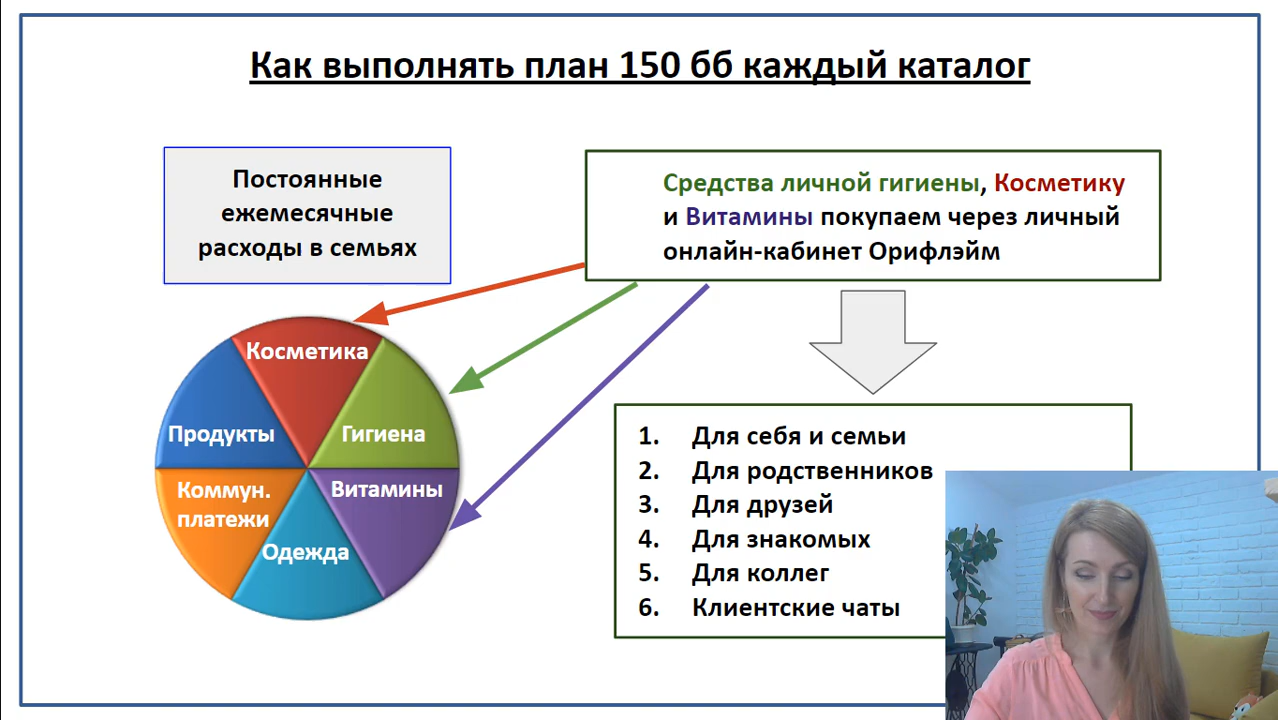 Как выполнять план 150 бб каждый каталог
Постоянные
ежемесячные
расходы в семьях
Средства личной гигиены, Косметику
и Витамины покупаем через личный
онлайн-кабинет Орифлэйм
Косметика
Продукты
Гигиена
Коммун.
платежи
Витамины
Одежда
1. Для себя и семьи
2. Для родственников
3. Для друзей
4. Для знакомых
5. Для коллег
6. Клиентские чаты